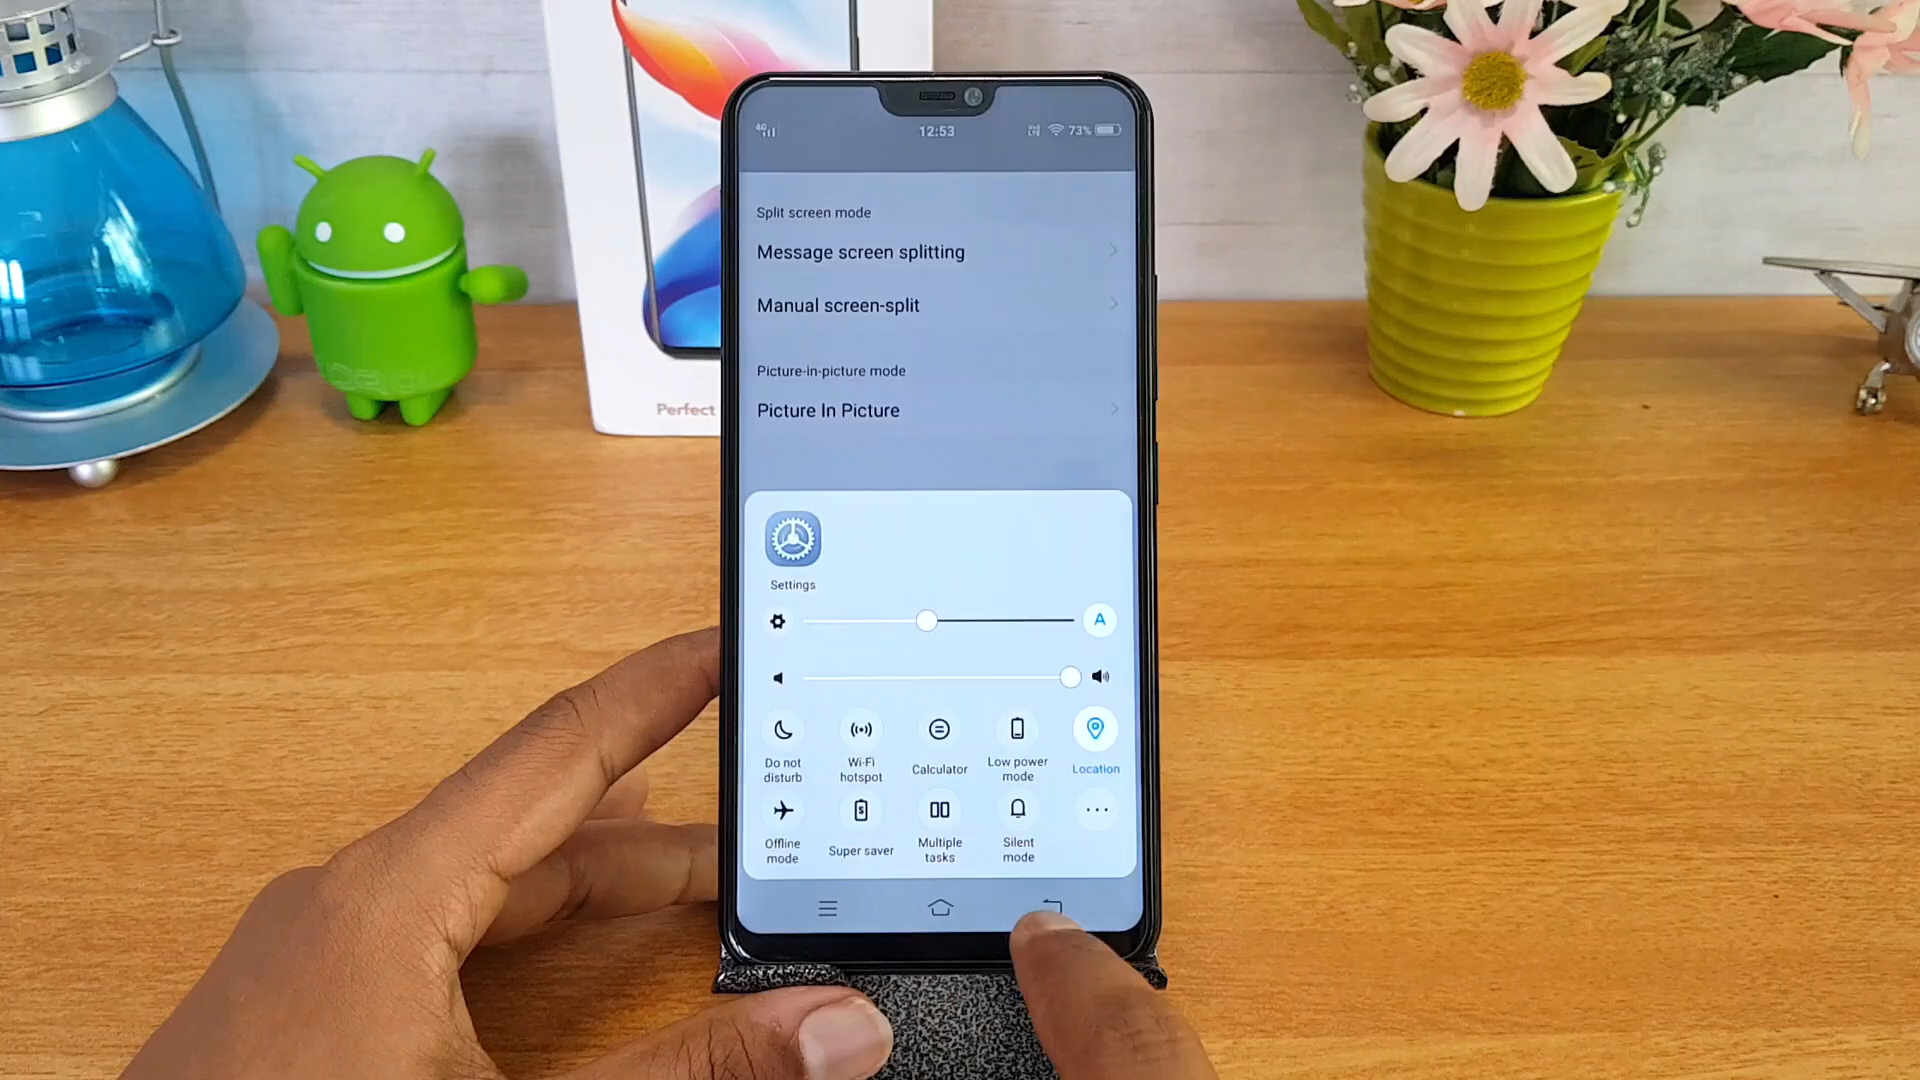 4G
12:53
VoLTE 73%
Split screen mode
Message screen splitting
Manual screen-split
Picture-in-picture mode
Picture In Picture
Perfect
Settings
A
Do not disturb
Wi-Fi hotspot
Calculator
Low power mode
Location
Offline mode
Super saver
Multiple tasks
Silent mode